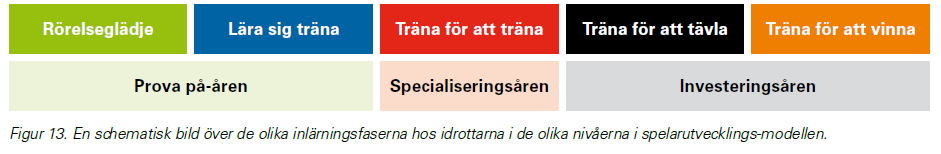 Rörelseglädje Lära sig träna Träna för att träna Träna för att tävla Träna för att vinna
Prova på-åren Specialiseringsåren Investeringsåren
Figur 13. En schematisk bild över de olika inlärningsfaserna hos idrottarna i de olika nivåerna i spelarutvecklings-modellen.